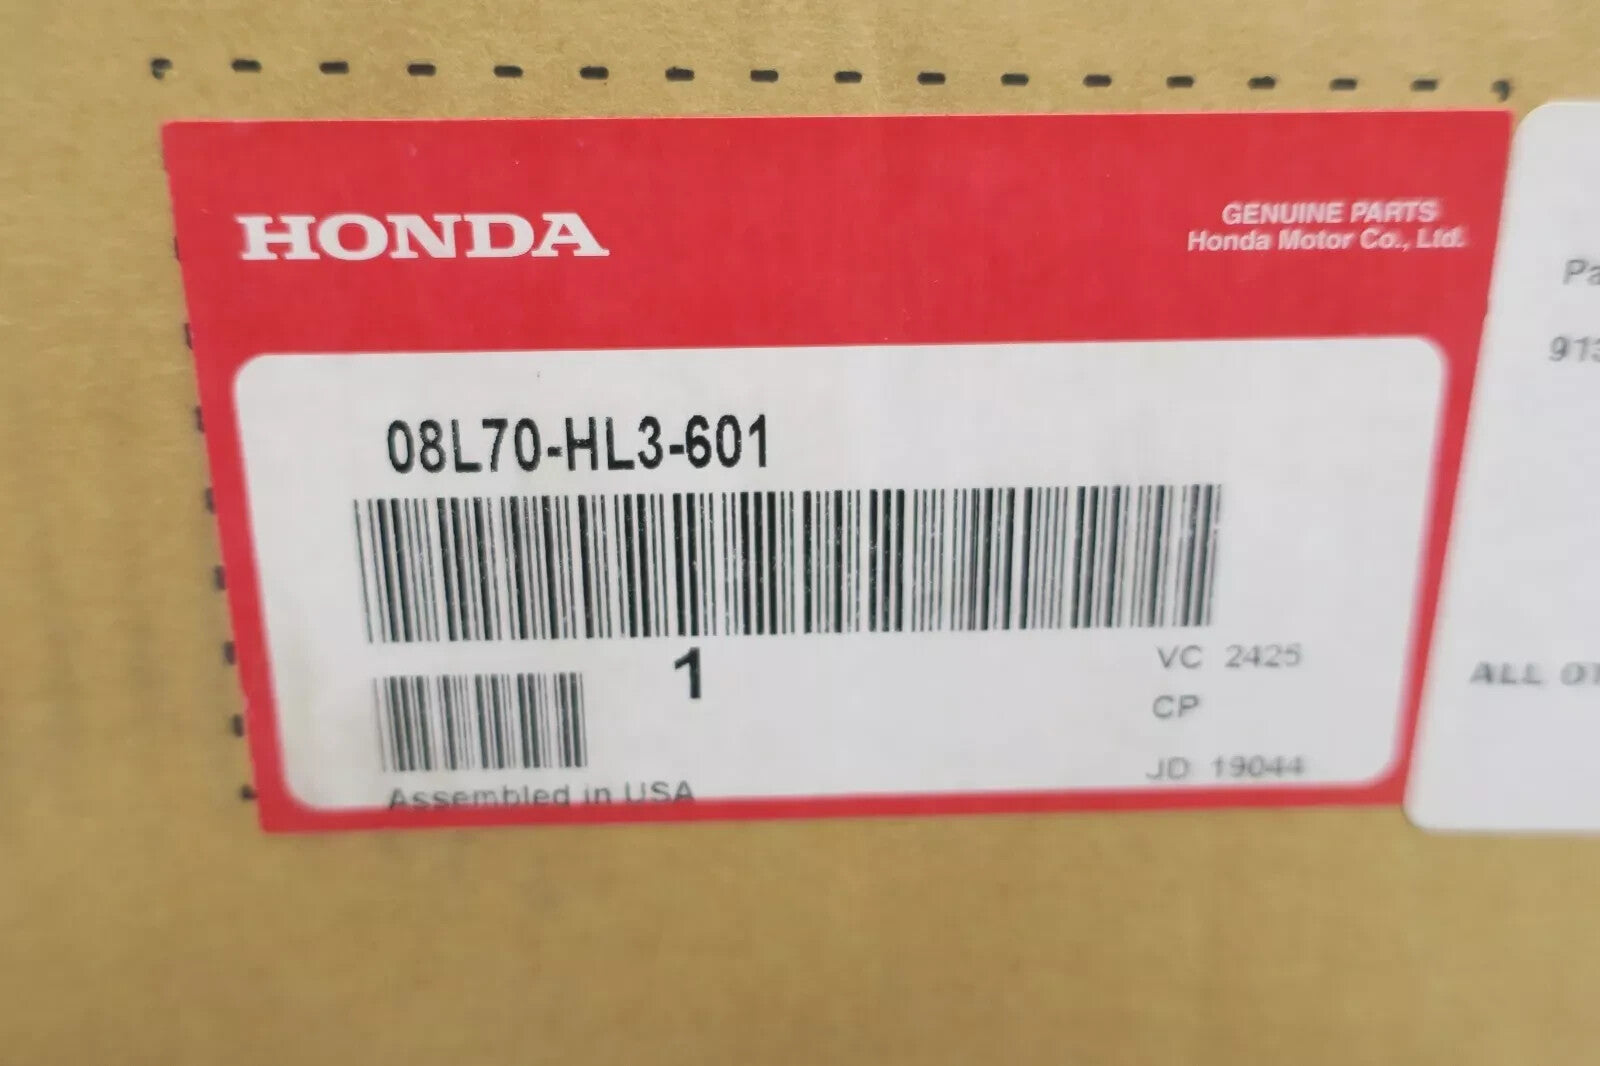 HONDA
GENUINE PARTS
Honda Motor Co., Ltd.
08L70-HL3-601
1
VC 2425
CP
JD 19044
Assembled in USA
ALL